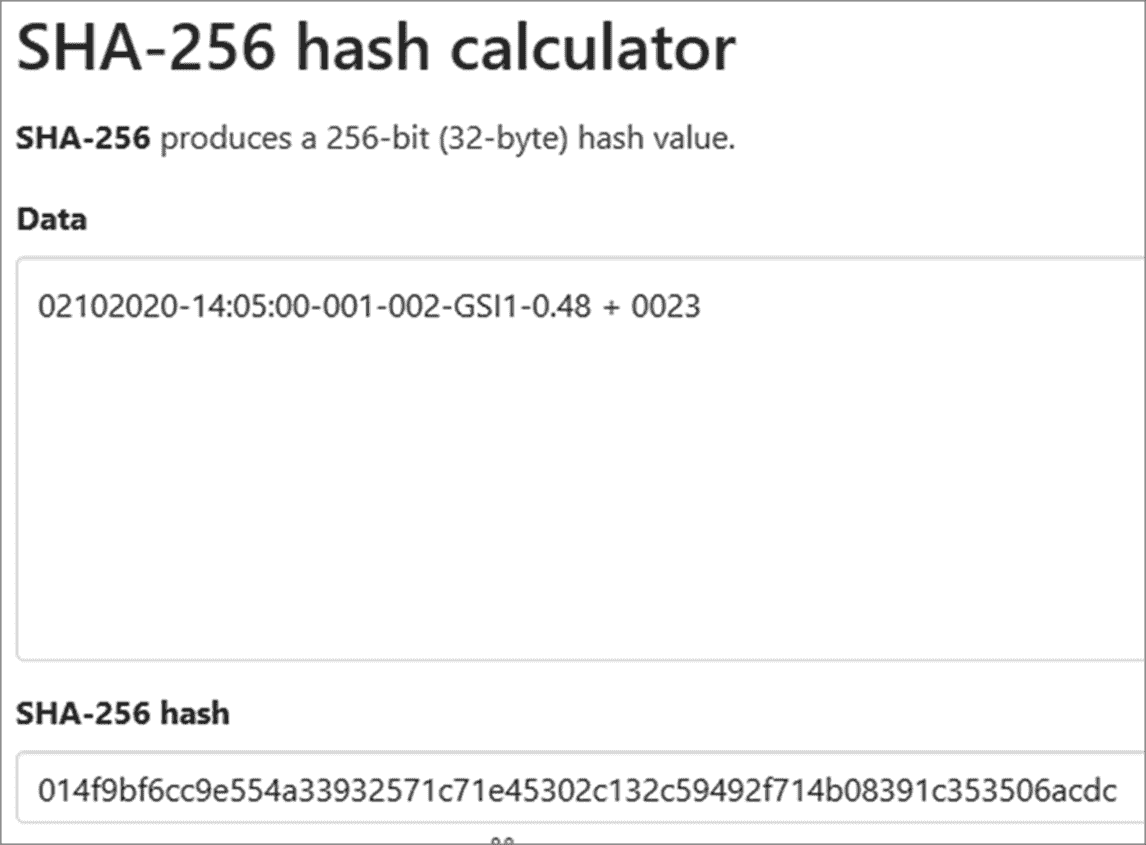 SHA-256 hash calculator
SHA-256 produces a 256-bit (32-byte) hash value.
Data
02102020-14:05:00-001-002-GSI1-0.48 + 0023
SHA-256 hash
014f9bf6cc9e554a33932571c71e45302c132c59492f714b08391c353506acdc